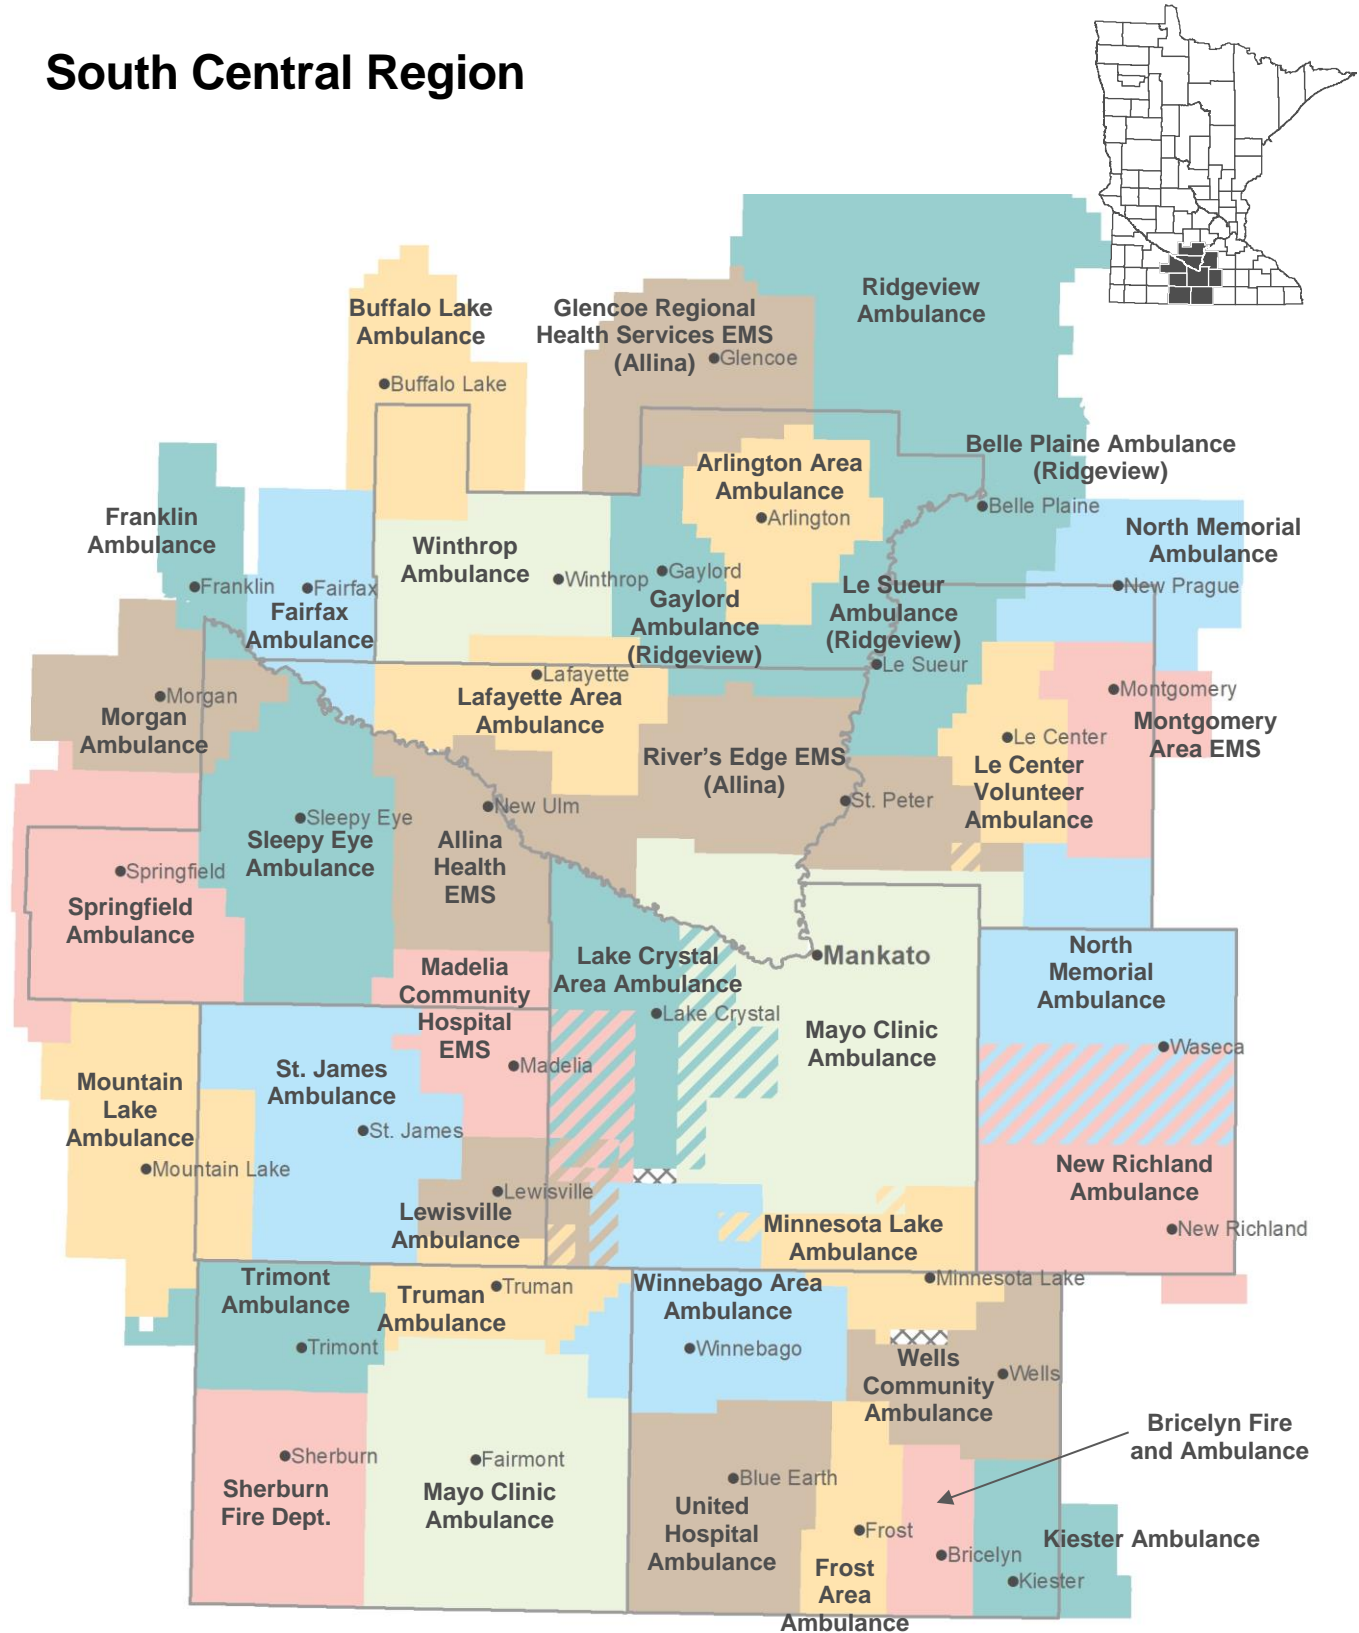 South Central Region
Ridgeview
Ambulance
Buffalo Lake
Ambulance
Buffalo Lake
Glencoe Regional
Health Services EMS
(Allina)
Glencoe
Belle Plaine Ambulance
(Ridgeview)
Belle Plaine
Arlington Area
Ambulance
Arlington
Franklin
Ambulance
Franklin
Fairfax
Fairfax
Ambulance
Winthrop
Ambulance
Winthrop
Gaylord
Gaylord
Ambulance
(Ridgeview)
Le Sueur
Ambulance
(Ridgeview)
Le Sueur
North Memorial
Ambulance
New Prague
Morgan
Morgan
Ambulance
Lafayette
Lafayette Area
Ambulance
River's Edge EMS
(Allina)
St. Peter
Le Center
Le Center
Volunteer
Ambulance
Montgomery
Montgomery
Area EMS
Sleepy Eye
Sleepy Eye
Ambulance
New Ulm
Allina
Health
EMS
Springfield
Springfield
Ambulance
Madelia
Community
Hospital
EMS
Madelia
Lake Crystal
Area Ambulance
Lake Crystal
Mankato
Mayo Clinic
Ambulance
North
Memorial
Ambulance
Waseca
Mountain
Lake
Ambulance
Mountain Lake
St. James
Ambulance
St. James
Lewisville
Lewisville
Ambulance
Minnesota Lake
Ambulance
Minnesota Lake
New Richland
Ambulance
New Richland
Trimont
Ambulance
Trimont
Truman
Truman
Ambulance
Winnebago Area
Ambulance
Winnebago
Wells
Community
Ambulance
Wells
Bricelyn Fire
and Ambulance
Sherburn
Sherburn
Fire Dept.
Fairmont
Mayo Clinic
Ambulance
Blue Earth
United
Hospital
Ambulance
Frost
Frost
Area
Ambulance
Bricelyn
Kiester Ambulance
Kiester